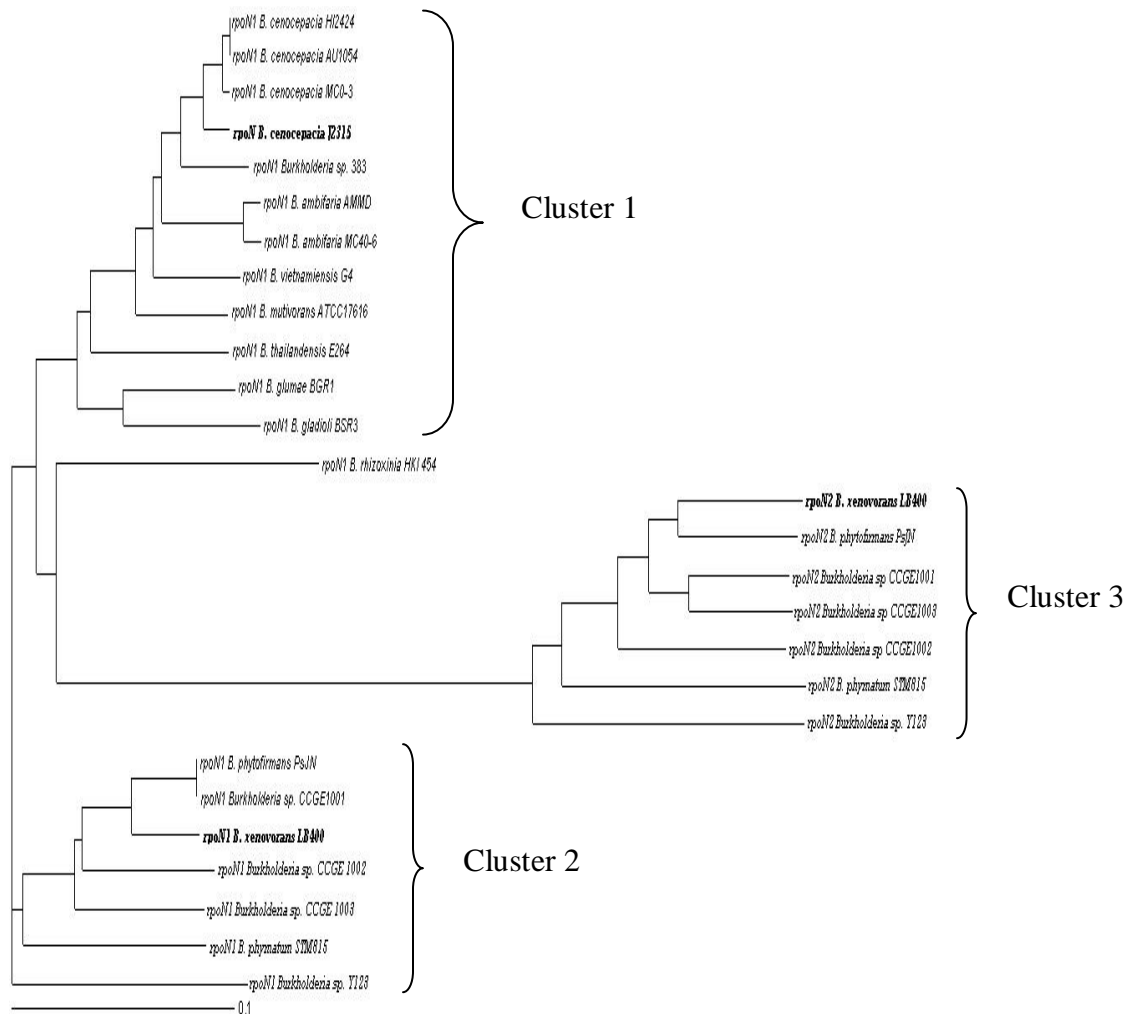 rpoN1 B. cenocepacia HI2424
rpoN1 B. cenocepacia AU1054
rpoN1 B. cenocepacia MC0-3
rpoN B. cenocepacia J2315
rpoN1 Burkholderia sp. 383
rpoN1 B. ambifaria AMMD
rpoN1 B. ambifaria MC40-6
rpoN1 B. vietnamiensis G4
rpoN1 B. mutivorans ATCC17616
rpoN1 B. thailandensis E264
rpoN1 B. glumae BGR1
rpoN1 B. gladioli BSR3
Cluster 1
rpoN1 B. rhizoxinia HKI 454
rpoN2 B. xenovorans LB400
rpoN2 B. phytofirmans PsJN
rpoN2 Burkholderia sp CCGE1001
rpoN2 Burkholderia sp CCGE1003
rpoN2 Burkholderia sp CCGE1002
rpoN2 B. phymatum STM815
rpoN2 Burkholderia sp. Y123
Cluster 3
rpoN1 B. phytofirmans PsJN
rpoN1 Burkholderia sp. CCGE1001
rpoN1 B. xenovorans LB400
rpoN1 Burkholderia sp. CCGE 1002
rpoN1 Burkholderia sp. CCGE 1003
rpoN1 B. phymatum STM815
rpoN1 Burkholderia sp. Y123
Cluster 2
0.1